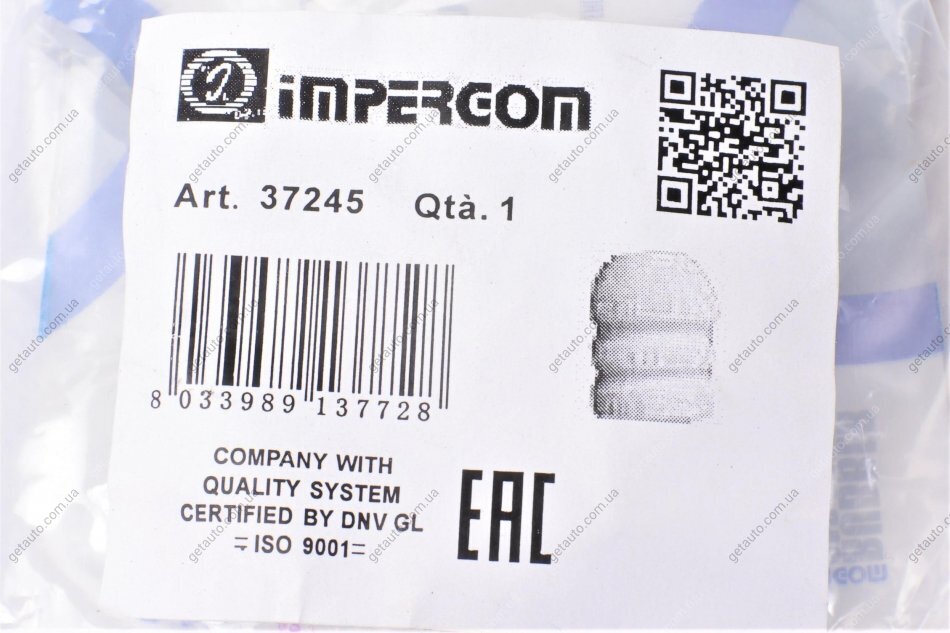 IMPERGOM
Art. 37245 Qtà. 1
8 033989 137728
COMPANY WITH
QUALITY SYSTEM
CERTIFIED BY DNV GL
= ISO 9001=
EAC
getauto.com.ua